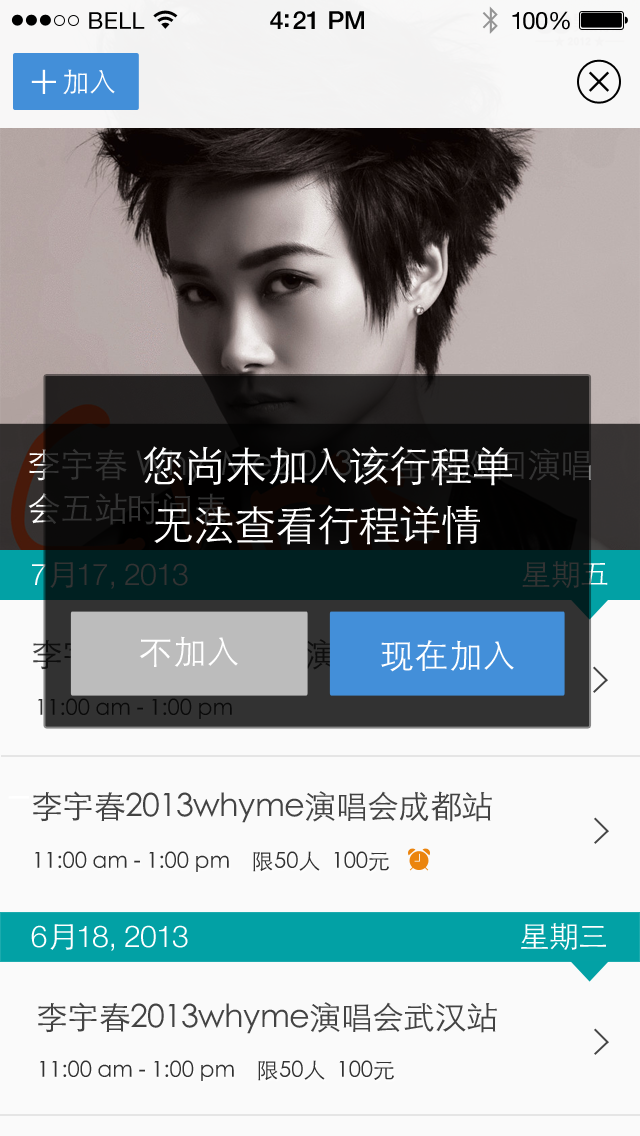 BELL 4:21 PM 100%
加入
李宇春
回演唱
会五站时间表
您尚未加入该行程单
无法查看行程详情
7月17, 2013 星期五
不加入 现在加入
11:00 am - 1:00 pm
李宇春2013whyme演唱会成都站
11:00 am - 1:00 pm 限50人 100元
6月18, 2013 星期三
李宇春2013whyme演唱会武汉站
11:00 am - 1:00 pm 限50人 100元